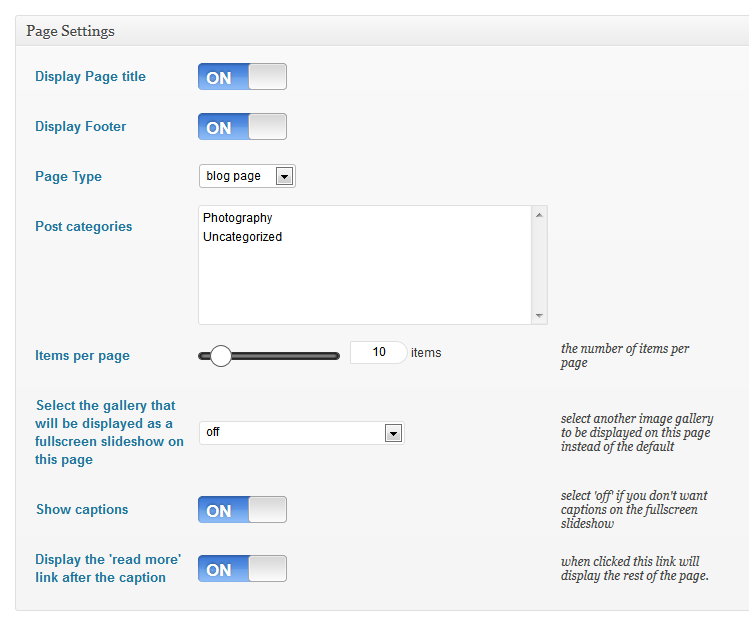 Page Settings
Display Page title
ON
Display Footer
ON
Page Type
blog page
Post categories
Photography
Uncategorized
Items per page
10
items
the number of items per
page
Select the gallery that
will be displayed as a
fullscreen slideshow on
this page
off
select another image gallery
to be displayed on this page
instead of the default
Show captions
ON
select 'off' if you don't want
captions on the fullscreen
slideshow
Display the 'read more'
link after the caption
ON
when clicked this link will
display the rest of the page.